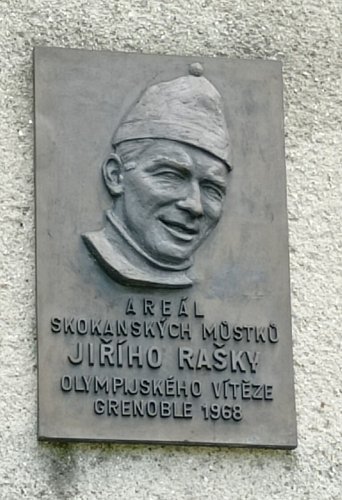 AREÁL
SKOKANSKÝCH MŮSTKŮ
JIŘÍHO RAŠKY
OLYMPIJSKÉHO VÍTĚZE
GRENOBLE 1968